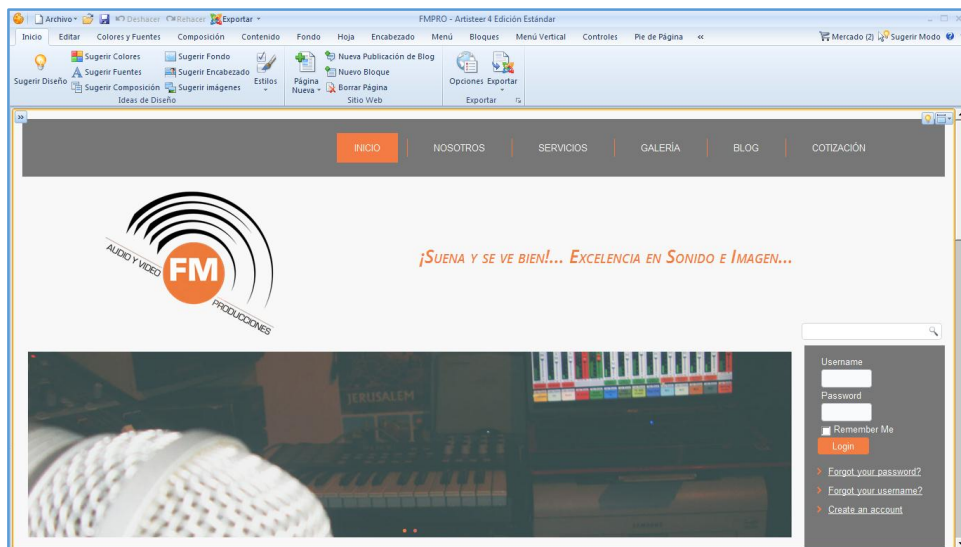 Archivo Deshacer Rehacer Exportar FMPRO - Artisteer 4 Edición Estándar
Inicio Editar Colores y Fuentes Composición Contenido Fondo Hoja Encabezado Menú Bloques Menú Vertical Controles Pie de Página « Mercado (2) Sugerir Modo
Sugerir Diseño
Sugerir Colores
Sugerir Fuentes
Sugerir Composición
Sugerir Fondo
Sugerir Encabezado
Sugerir imágenes
Estilos
Ideas de Diseño
Página Nueva
Nueva Publicación de Blog
Nuevo Bloque
Borrar Página
Sitio Web
Opciones Exportar
Exportar
INICIO NOSOTROS SERVICIOS GALERÍA BLOG COTIZACIÓN
AUDIO Y VIDEO
FM
PRODUCCIONES
¡Suena y se ve bien!... Excelencia en Sonido e Imagen...
JERUSALEM
Username
Password
Remember Me
Login
Forgot your password?
Forgot your username?
Create an account